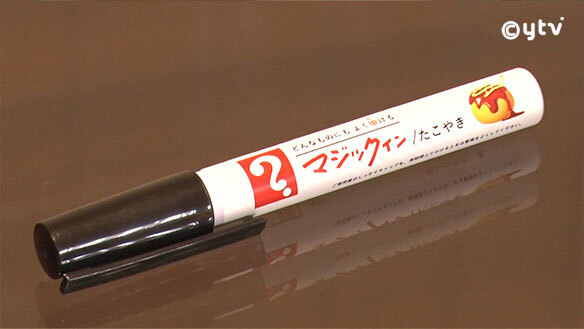 ©ytv
どんなものにもよく書ける
?
マジックイン/たこやき